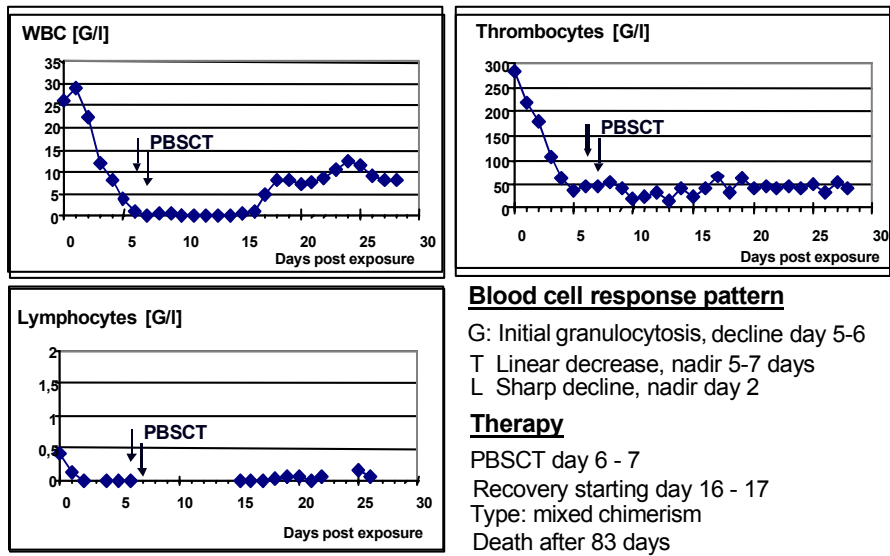 WBC [G/l]
35
30
25
20
15
10
5
0
PBSCT
0 5 10 15 20 25 30
Days post exposure
Thrombocytes [G/l]
300
250
200
150
100
50
0
PBSCT
0 5 10 15 20 25 30
Days post exposure
Lymphocytes [G/l]
2
1,5
1
0,5
0
PBSCT
0 5 10 15 20 25 30
Days post exposure
Blood cell response pattern
G: Initial granulocytosis, decline day 5-6
T Linear decrease, nadir 5-7 days
L Sharp decline, nadir day 2
Therapy
PBSCT day 6 - 7
Recovery starting day 16 - 17
Type: mixed chimerism
Death after 83 days